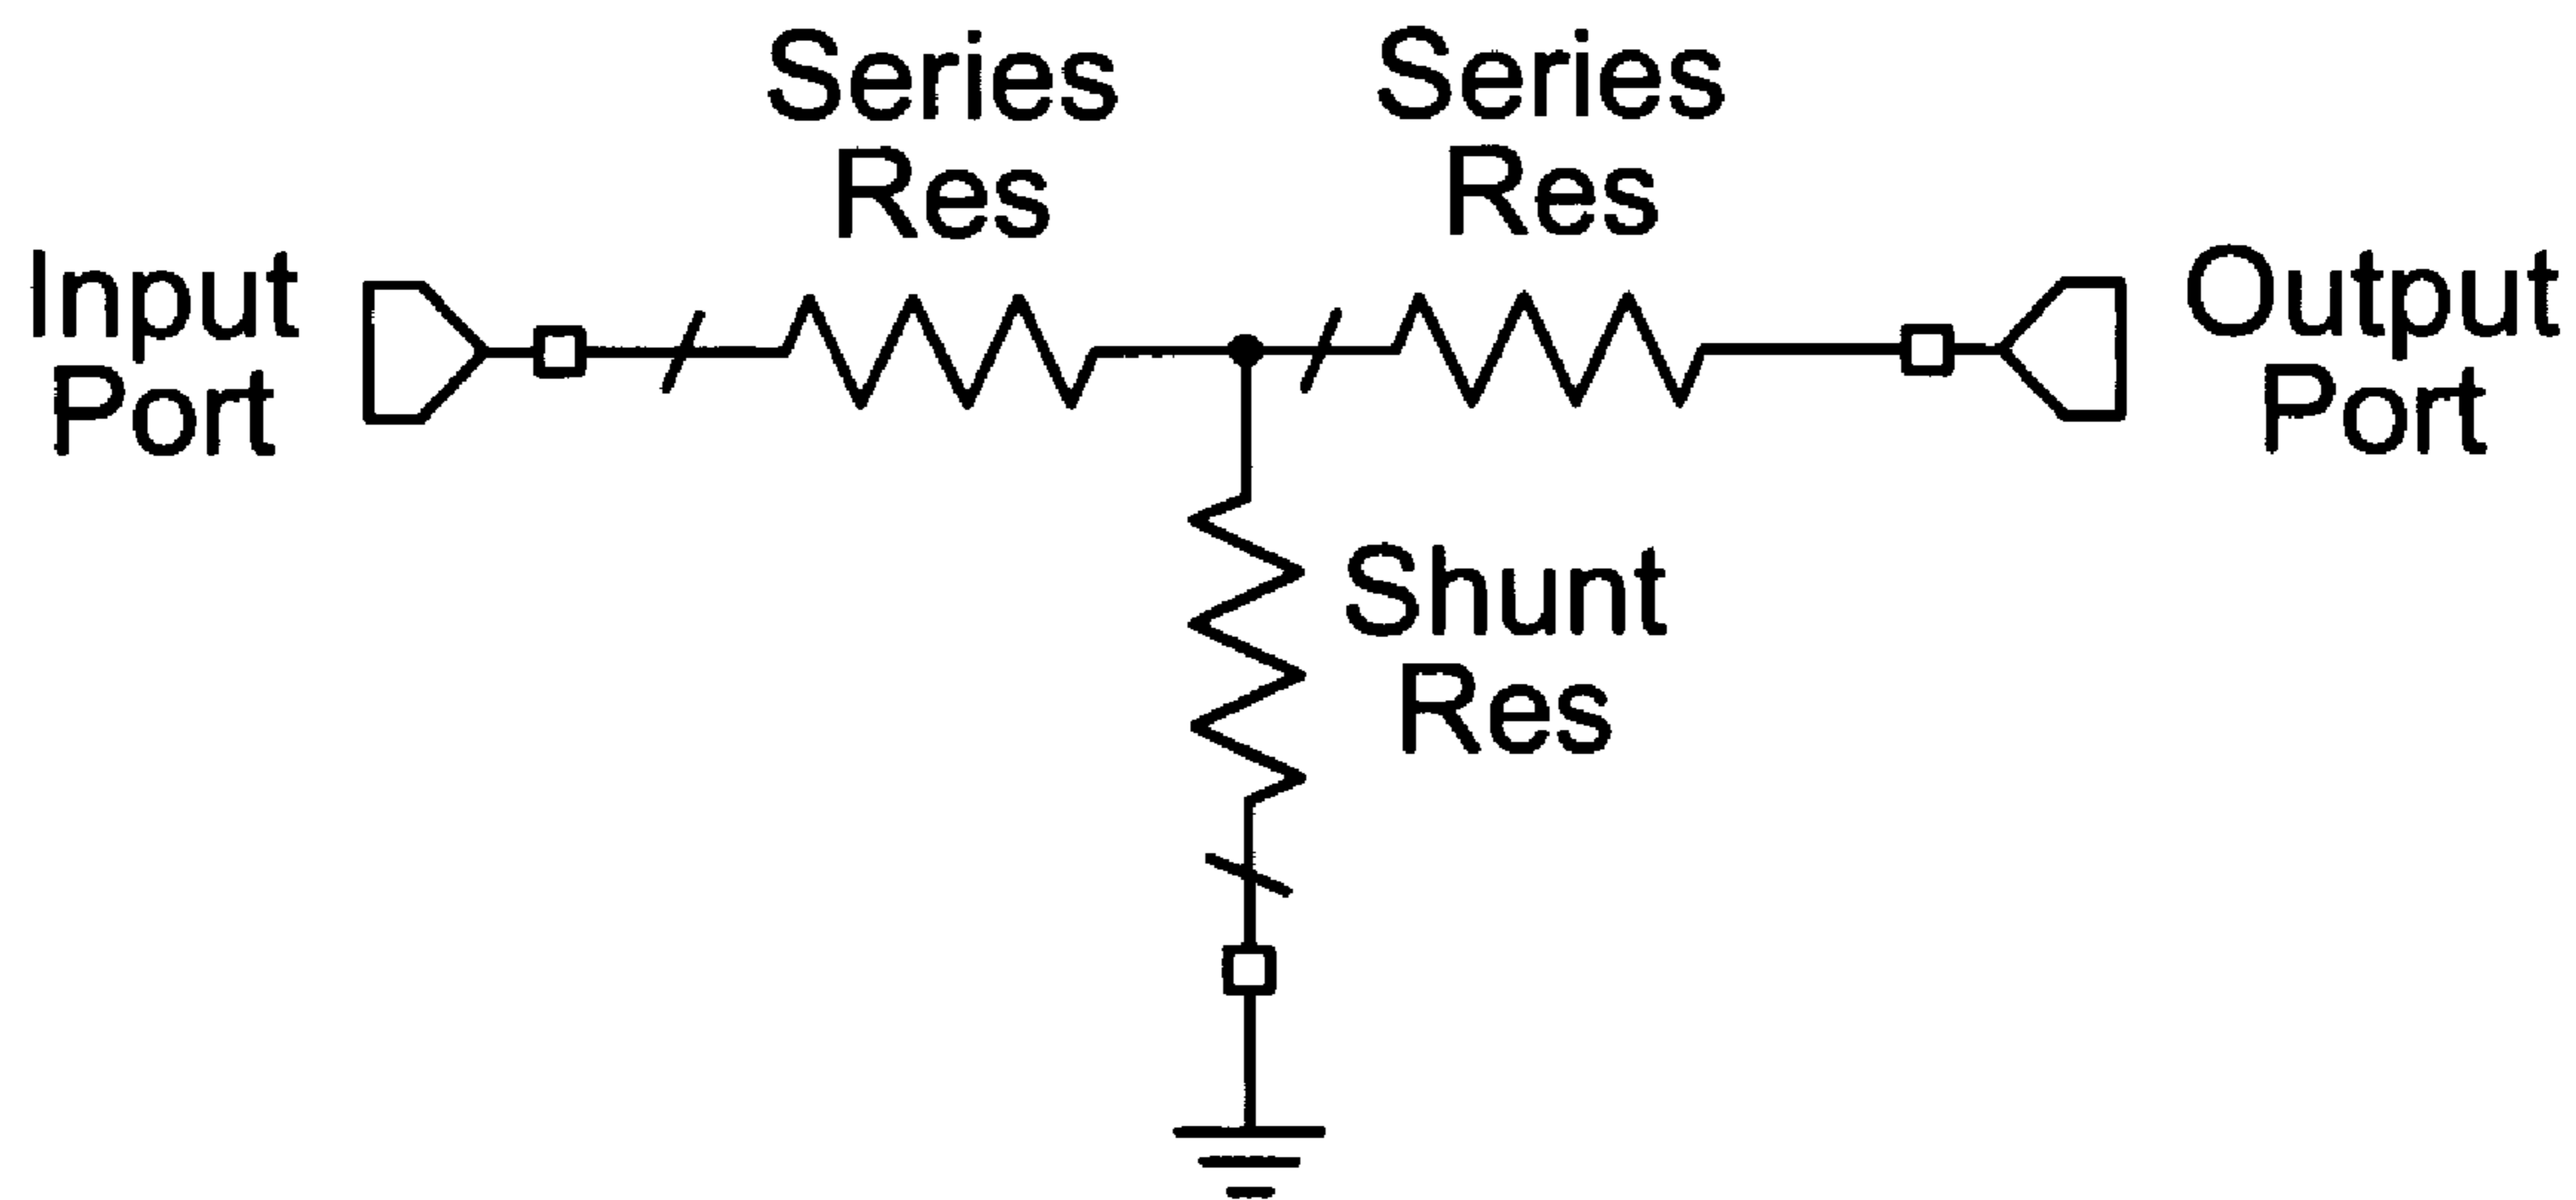 Series
Res
Series
Res
Input
Port
Output
Port
Shunt
Res